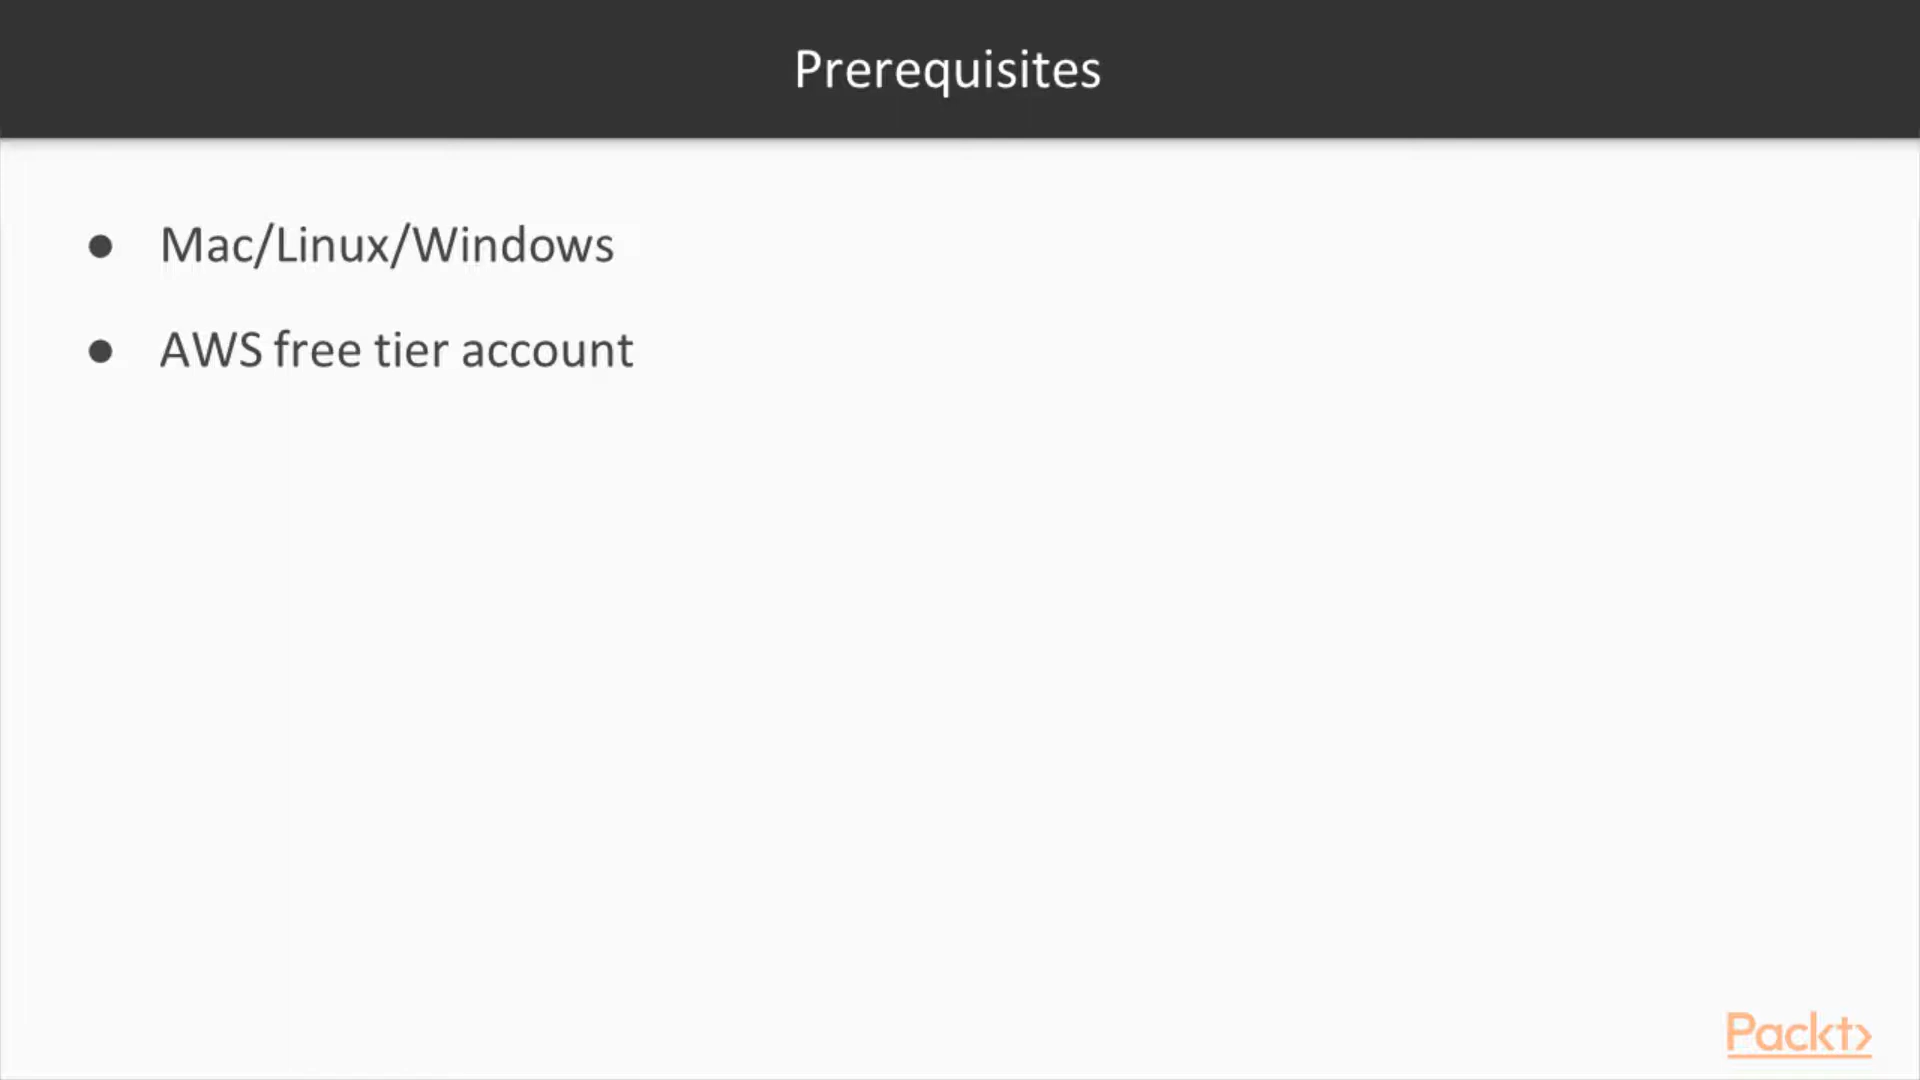 Prerequisites
● Mac/Linux/Windows
● AWS free tier account
Packt>